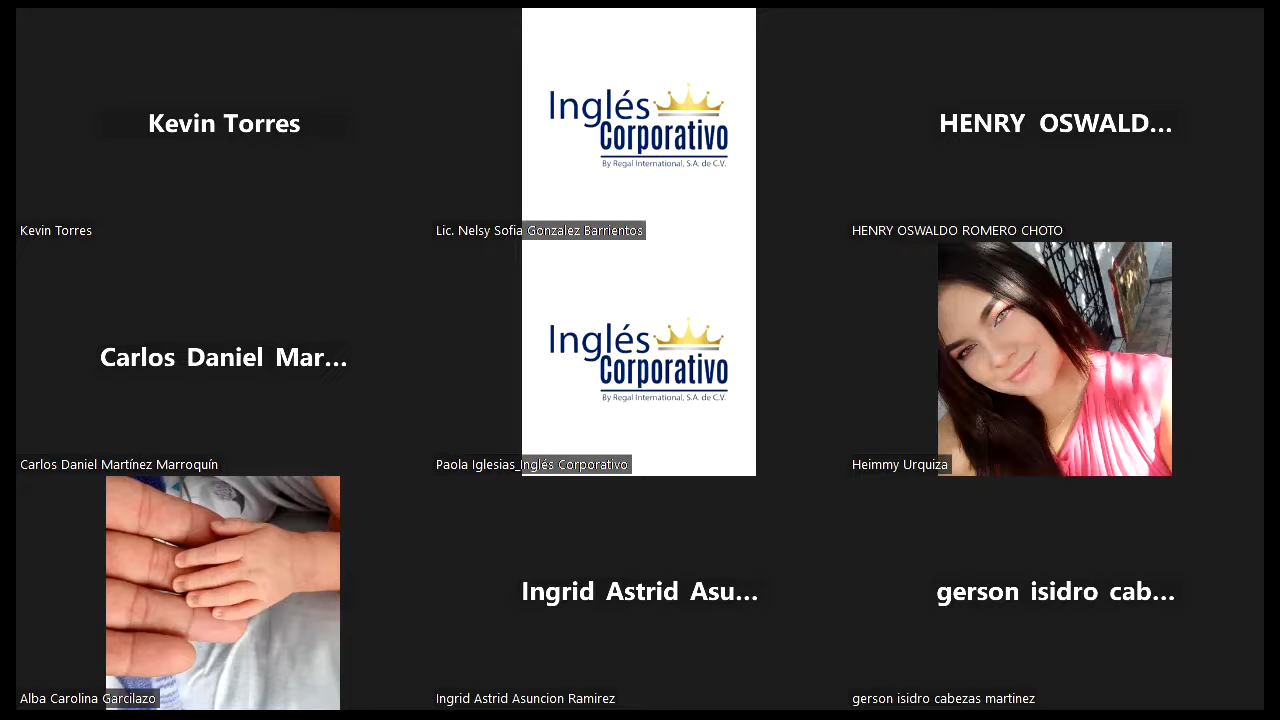 Kevin Torres
Inglés
Corporativo
By Regal International, S.A. de C.V.
HENRY OSWALD...
Kevin Torres
Lic. Nelsy Sofia Gonzalez Barrientos
HENRY OSWALDO ROMERO CHOTO
Carlos Daniel Mar...
Inglés
Corporativo
By Regal International, S.A. de C.V.
Carlos Daniel Martínez Marroquín
Paola Iglesias_Inglés Corporativo
Heimmy Urquiza
Ingrid Astrid Asu...
gerson isidro cab...
Alba Carolina Garcilazo
Ingrid Astrid Asuncion Ramirez
gerson isidro cabezas martinez